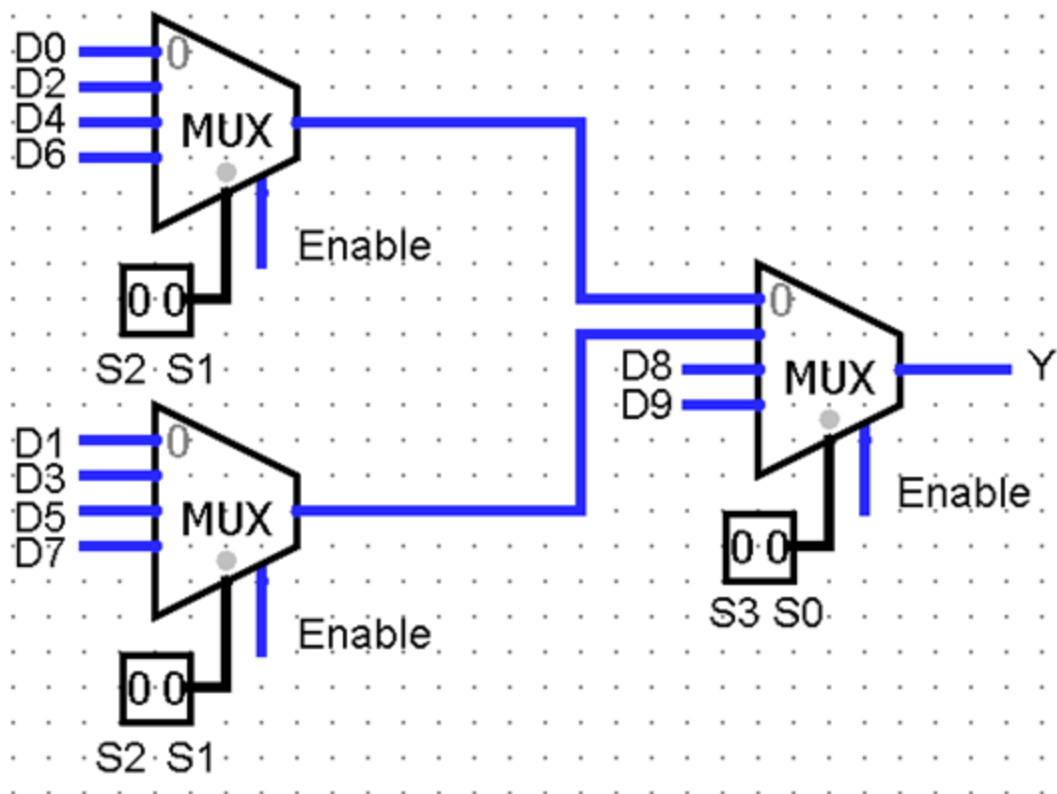 D0
D2
D4
D6
0
MUX
Enable
0 0
S2 S1
D1
D3
D5
D7
0
MUX
Enable
0 0
S2 S1
0
D8
D9
MUX
Y
Enable
0 0
S3 S0